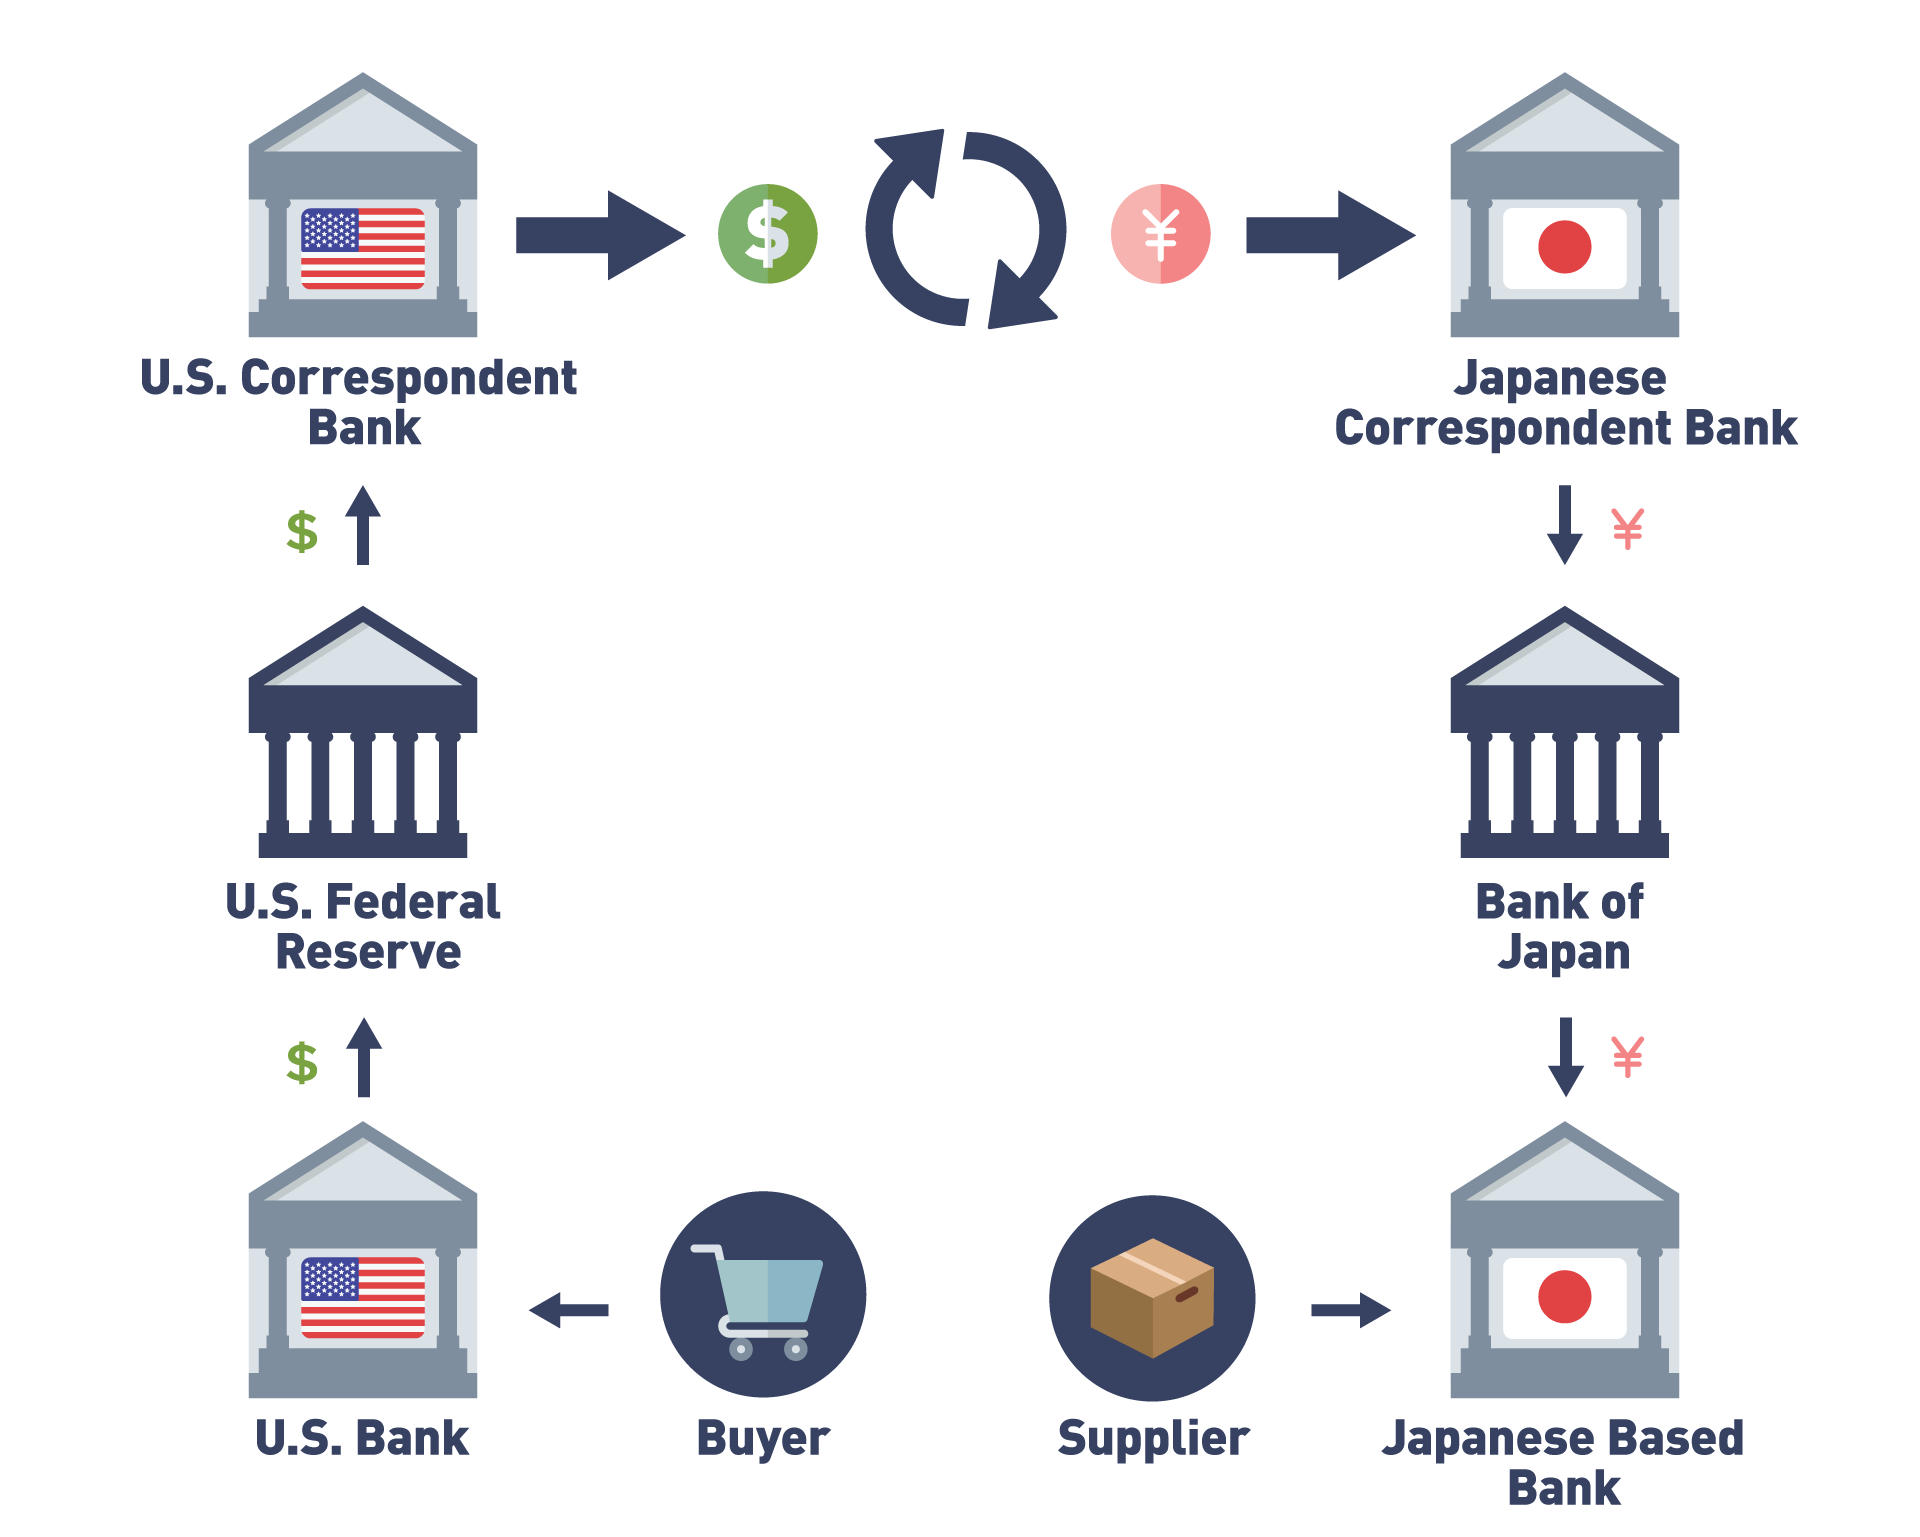 $
¥
U.S. Correspondent
Bank
Japanese
Correspondent Bank
$
¥
U.S. Federal
Reserve
Bank of
Japan
$
¥
U.S. Bank
Buyer
Supplier
Japanese Based
Bank